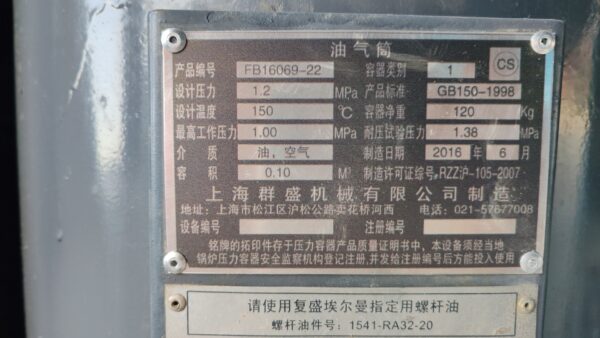 油气筒
产品编号 FB16069-22 容器类别 1 CS
设计压力 1.2 MPa 产品标准 GB150-1998
设计温度 150 ℃ 容器净重 120 Kg
最高工作压力 1.00 MPa 耐压试验压力 1.38 MPa
介质 油、空气 制造日期 2016 年 6 月
容积 0.10 M³ 制造许可证编号 RZZ沪-105-2007
上海群盛机械有限公司制造
地址：上海市松江区沪松公路卖花桥河西 电话：021-57677008
设备编号 注册编号
铭牌的拓印件存于压力容器产品质量证明书中，本设备须经当地
锅炉压力容器安全监察机构登记注册，并发给注册编号后方能投入使用
请使用复盛埃尔曼指定用螺杆油
螺杆油件号：1541-RA32-20